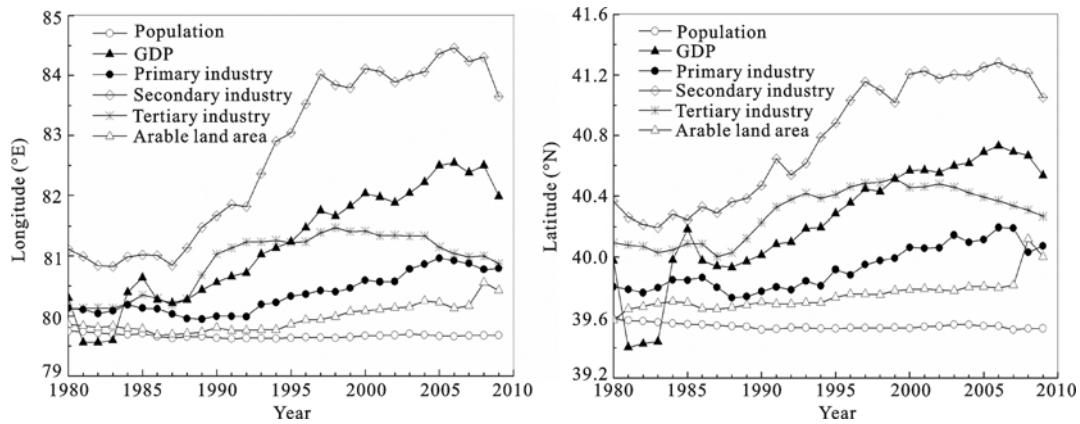 85
84
83
82
81
80
79
Longitude (°E)
Population
GDP
Primary industry
Secondary industry
Tertiary industry
Arable land area
1980 1985 1990 1995 2000 2005 2010
Year
41.6
41.2
40.8
40.4
40.0
39.6
39.2
Latitude (°N)
Population
GDP
Primary industry
Secondary industry
Tertiary industry
Arable land area
1980 1985 1990 1995 2000 2005 2010
Year